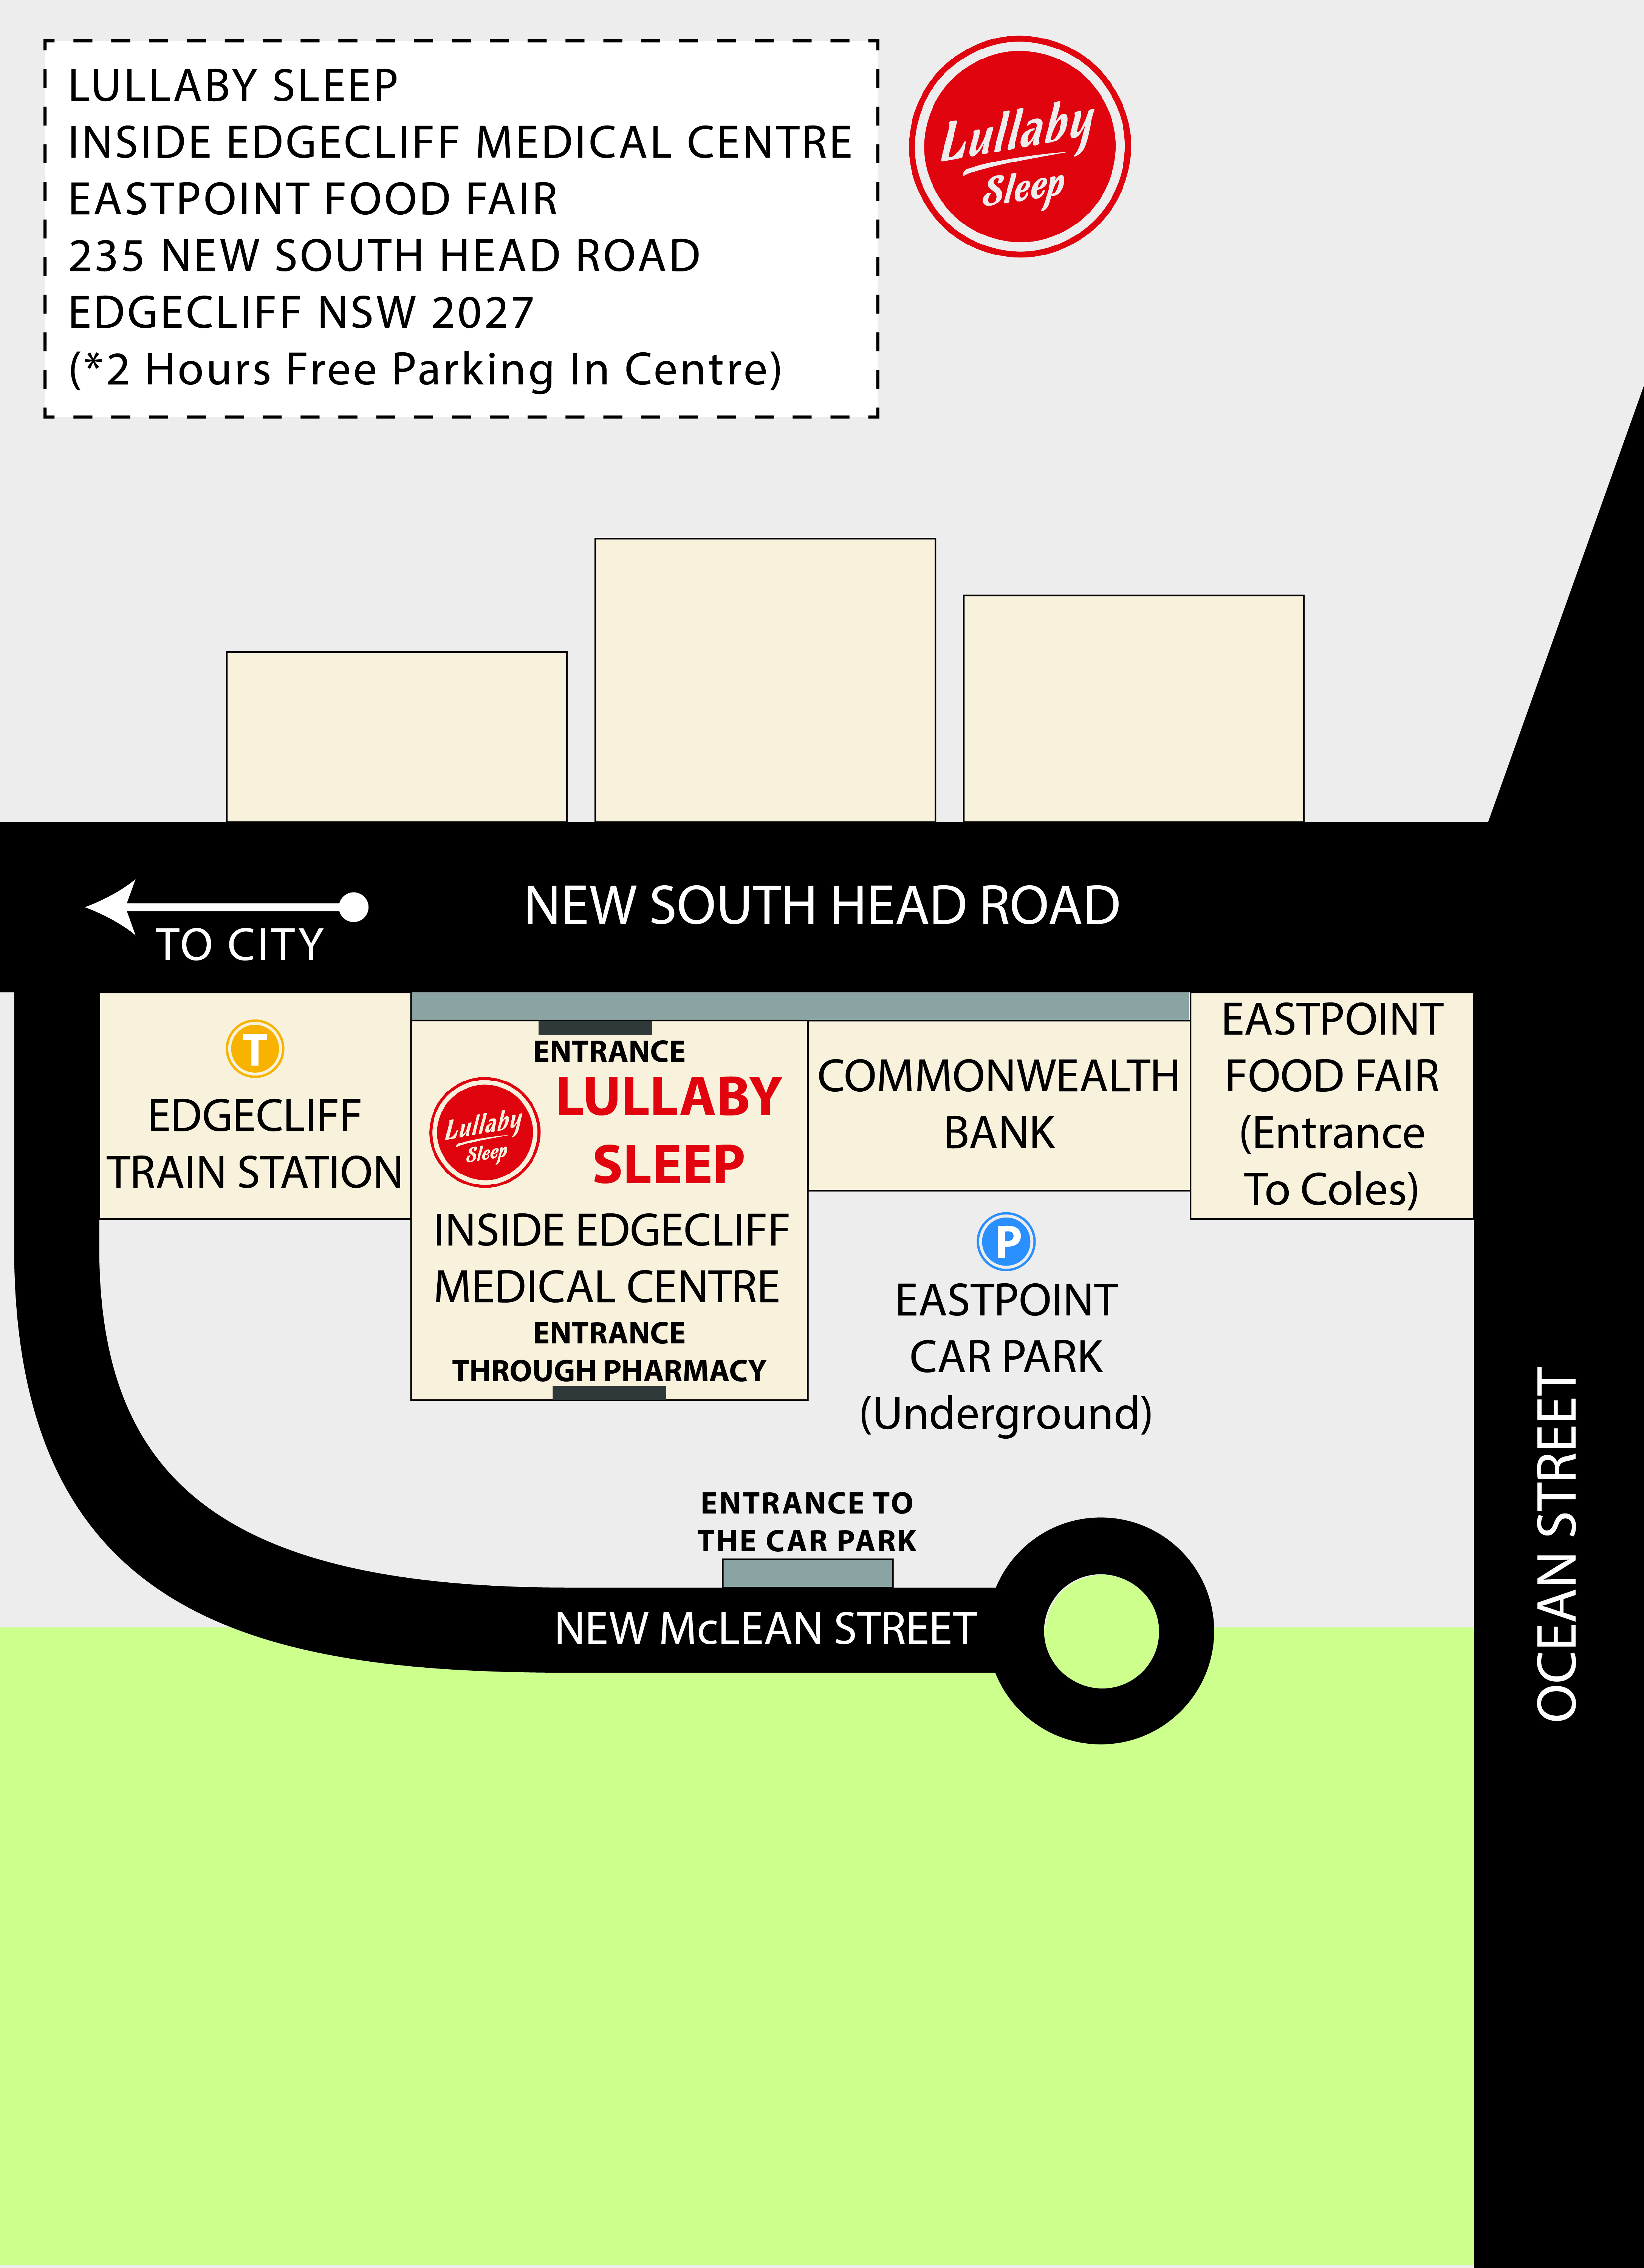 LULLABY SLEEP
INSIDE EDGECLIFF MEDICAL CENTRE
EASTPOINT FOOD FAIR
235 NEW SOUTH HEAD ROAD
EDGECLIFF NSW 2027
(*2 Hours Free Parking In Centre)
Lullaby
Sleep
NEW SOUTH HEAD ROAD
TO CITY
T
EDGECLIFF
TRAIN STATION
ENTRANCE
Lullaby
Sleep
LULLABY
SLEEP
INSIDE EDGECLIFF
MEDICAL CENTRE
ENTRANCE
THROUGH PHARMACY
COMMONWEALTH
BANK
EASTPOINT
FOOD FAIR
(Entrance
To Coles)
P
EASTPOINT
CAR PARK
(Underground)
ENTRANCE TO
THE CAR PARK
NEW McLEAN STREET
OCEAN STREET